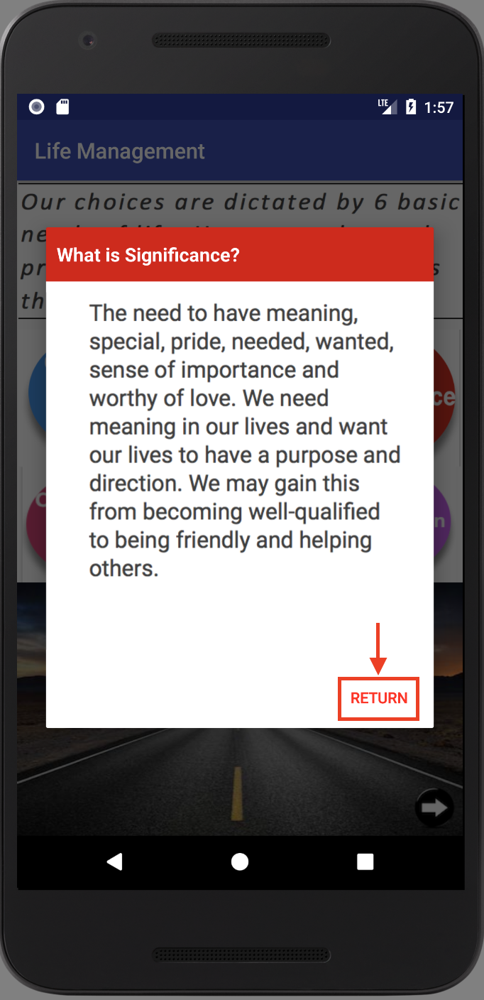 LTE 1:57
Life Management
Our choices are dictated by 6 basic
What is Significance?
The need to have meaning,
special, pride, needed, wanted,
sense of importance and
worthy of love. We need
meaning in our lives and want
our lives to have a purpose and
direction. We may gain this
from becoming well-qualified
to being friendly and helping
others.
RETURN